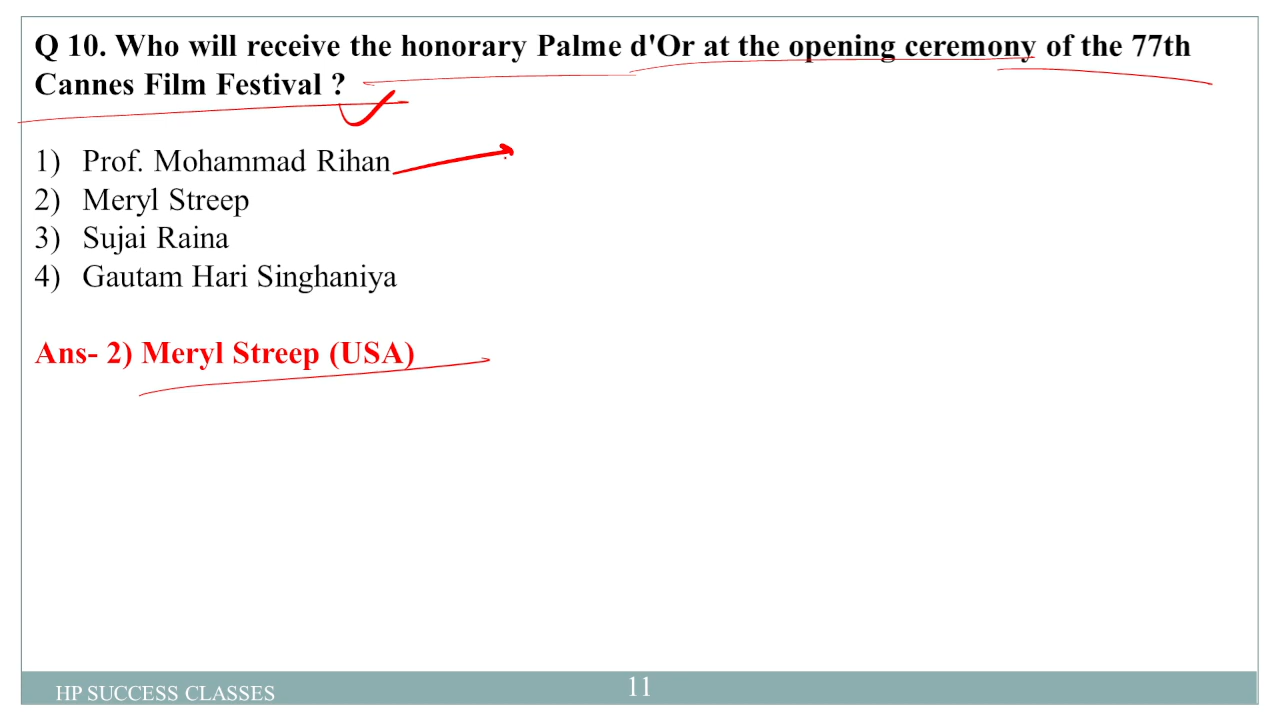 Q 10. Who will receive the honorary Palme d'Or at the opening ceremony of the 77th
Cannes Film Festival ?
1) Prof. Mohammad Rihan
2) Meryl Streep
3) Sujai Raina
4) Gautam Hari Singhaniya
Ans- 2) Meryl Streep (USA)
HP SUCCESS CLASSES
11